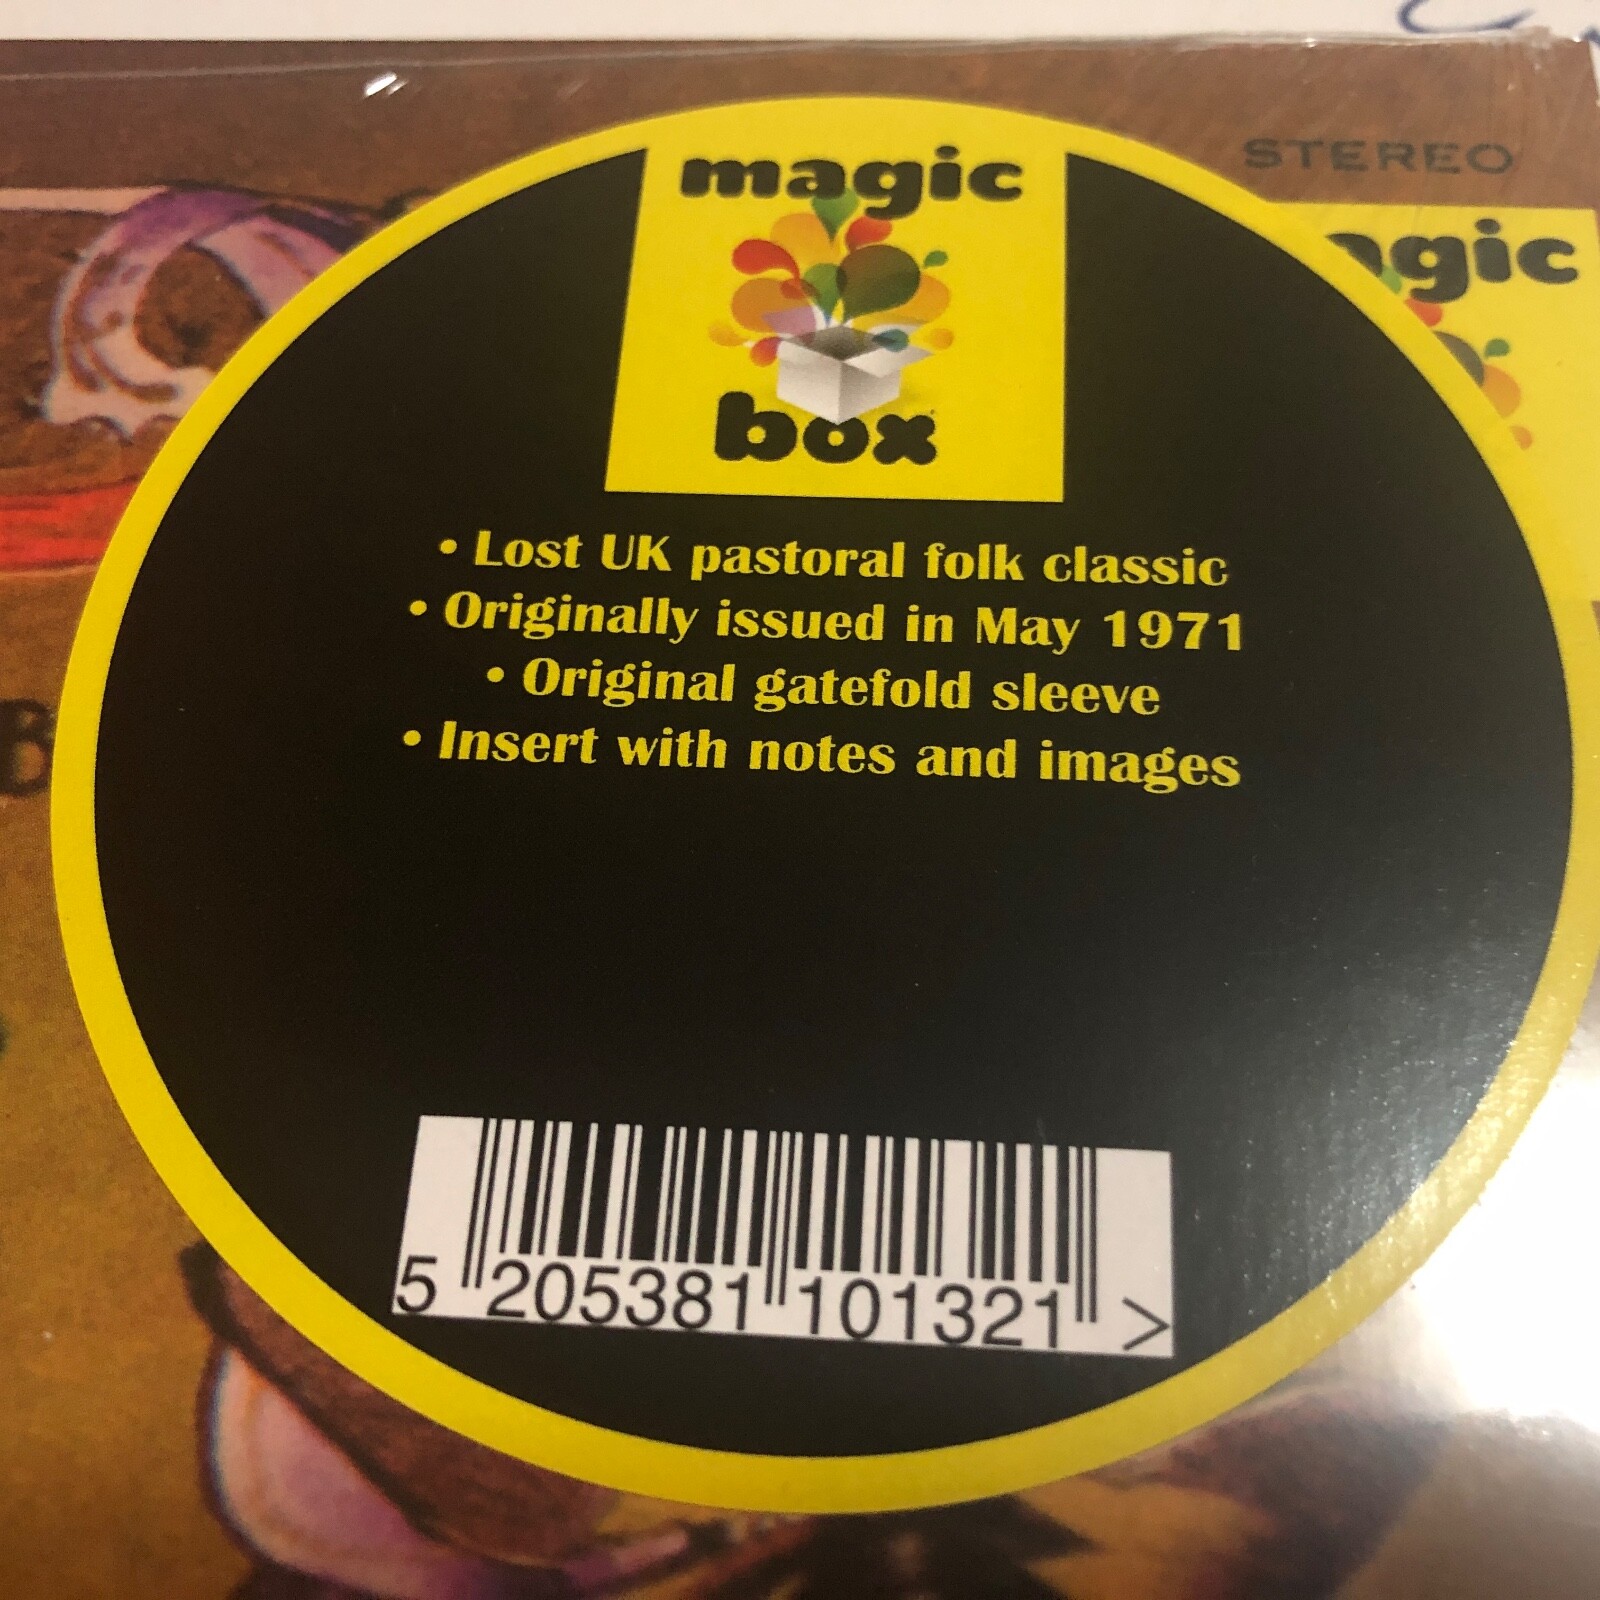 STEREO
magic
box
agic
• Lost UK pastoral folk classic
• Originally issued in May 1971
• Original gatefold sleeve
• Insert with notes and images
B
5 205381 101321 >